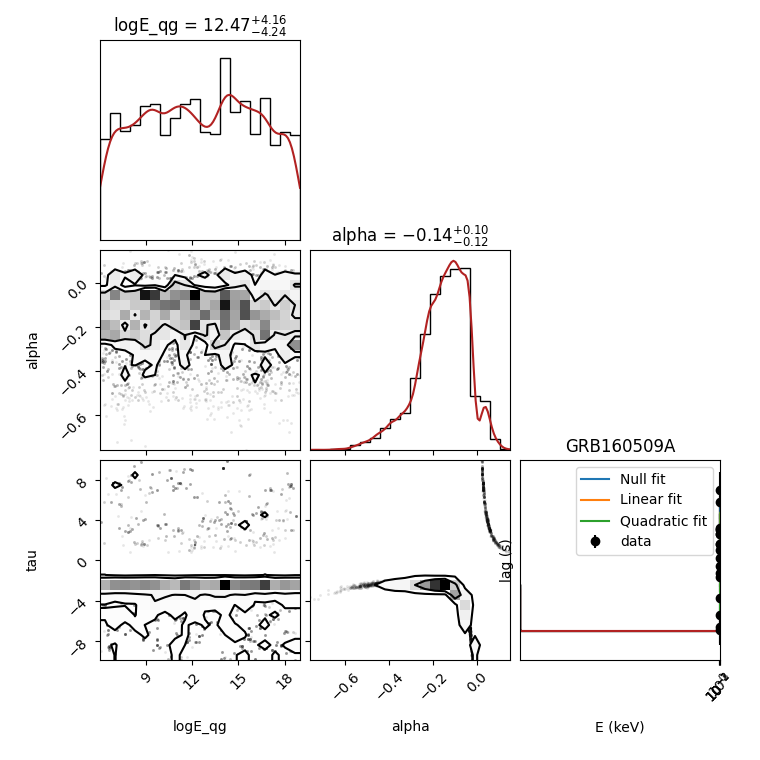 logE_qg = 12.47+4.16−4.24
alpha = −0.14+0.10−0.12
alpha
0.0
−0.2
−0.4
−0.6
GRB160509A
Null fit
Linear fit
Quadratic fit
data
tau
8
4
0
−4
−8
lag (s)
9
12
15
18
−0.6
−0.4
−0.2
0.0
logE_qg
alpha
E (keV)